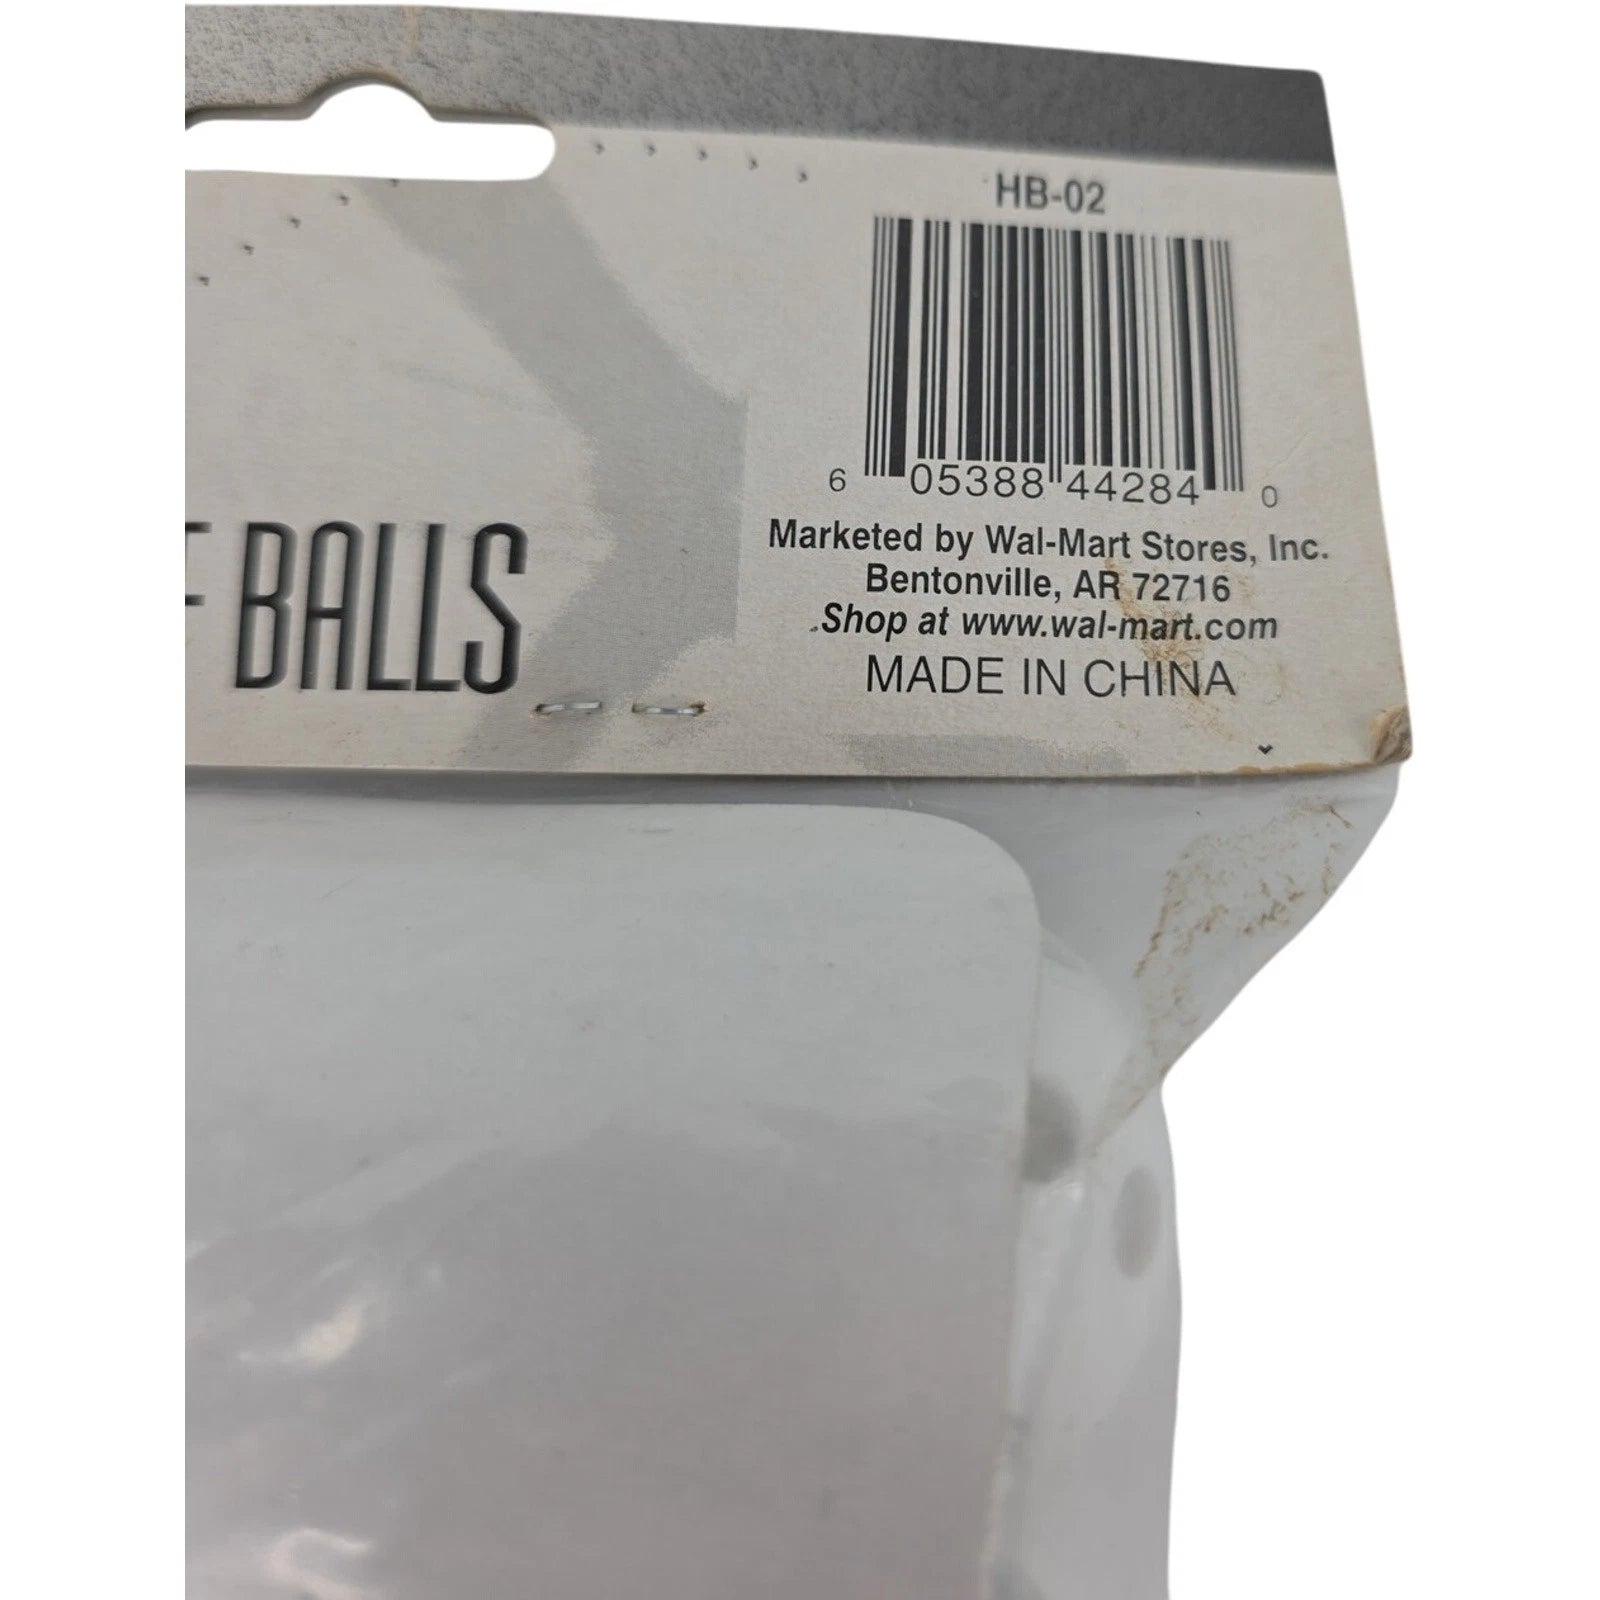 HB-02
6 05388 44284 0
Marketed by Wal-Mart Stores, Inc.
Bentonville, AR 72716
Shop at www.wal-mart.com
MADE IN CHINA
F BALLS